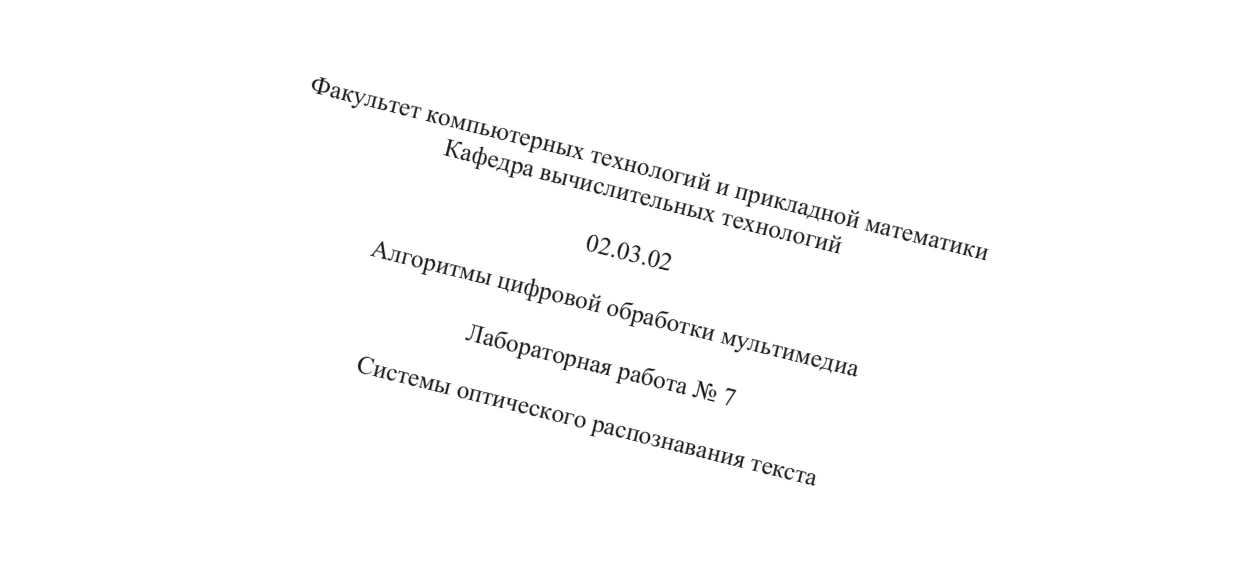 Факультет компьютерных технологий и прикладной математики
Кафедра вычислительных технологий
02.03.02
Алгоритмы цифровой обработки мультимедиа
Лабораторная работа № 7
Системы оптического распознавания текста